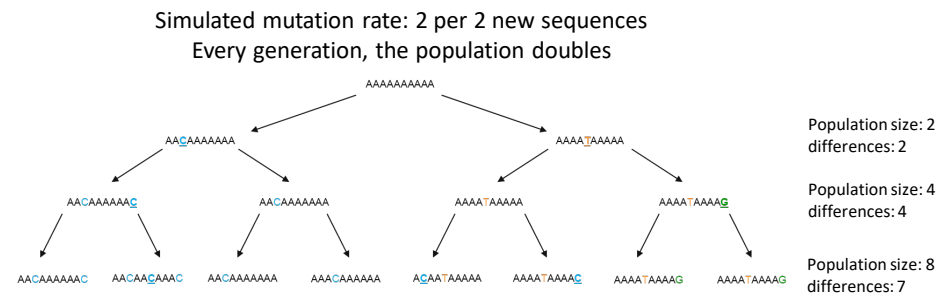 Simulated mutation rate: 2 per 2 new sequences
Every generation, the population doubles
AAAAAAAAAA
AACAAAAAAA AAAATAAAAA
Population size: 2
differences: 2
AACAAAAAAC AACAAAAAAA AAAATAAAAA AAAATAAAAG
Population size: 4
differences: 4
AACAAAAAAC AACAACAAAC AACAAAAAAA AAACAAAAAA ACAATAAAAA AAAATAAAAC AAAATAAAAG AAAATAAAAG
Population size: 8
differences: 7